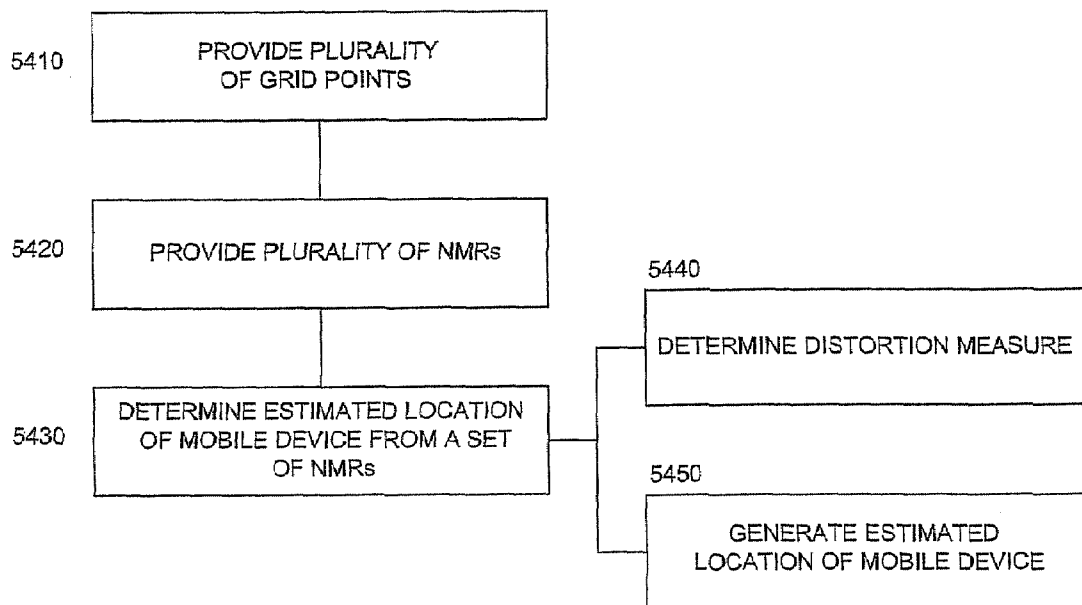 5410
PROVIDE PLURALITY
OF GRID POINTS
5420
PROVIDE PLURALITY OF NMRs
5430
DETERMINE ESTIMATED LOCATION
OF MOBILE DEVICE FROM A SET
OF NMRs
5440
DETERMINE DISTORTION MEASURE
5450
GENERATE ESTIMATED
LOCATION OF MOBILE DEVICE